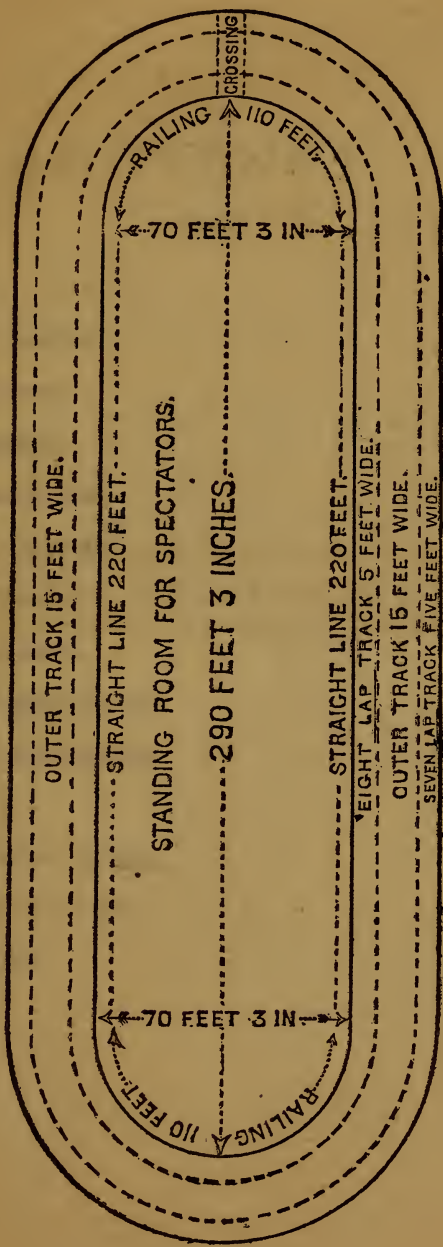 CROSSING
RAILING 110 FEET.
70 FEET 3 IN
OUTER TRACK 15 FEET WIDE.
STRAIGHT LINE 220 FEET.
STANDING ROOM FOR SPECTATORS.
290 FEET 3 INCHES.
STRAIGHT LINE 220 FEET.
EIGHT LAP TRACK 5 FEET WIDE.
OUTER TRACK 15 FEET WIDE.
SEVEN LAP TRACK FIVE FEET WIDE.
70 FEET 3 IN
RAILING 110 FEET